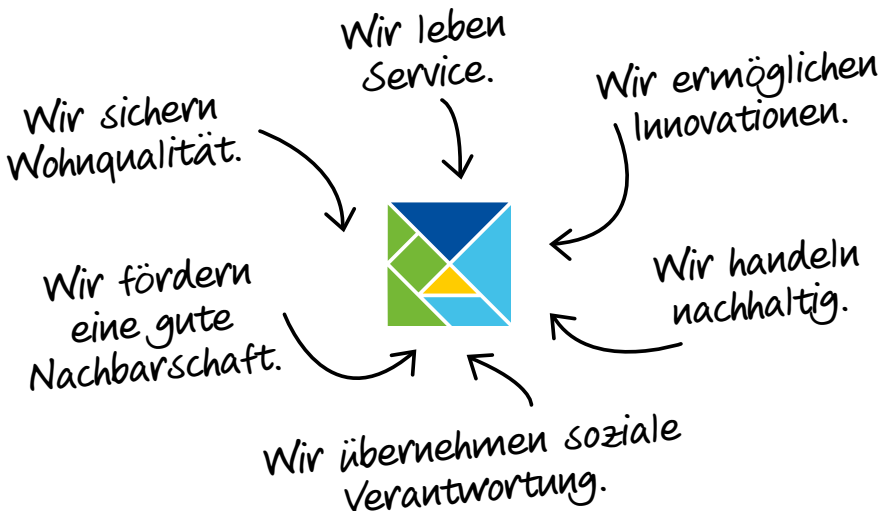 Wir leben
Service.
Wir ermöglichen
Innovationen.
Wir sichern
Wohnqualität.
Wir handeln
nachhaltig.
Wir fördern
eine gute
Nachbarschaft.
Wir übernehmen soziale
Verantwortung.